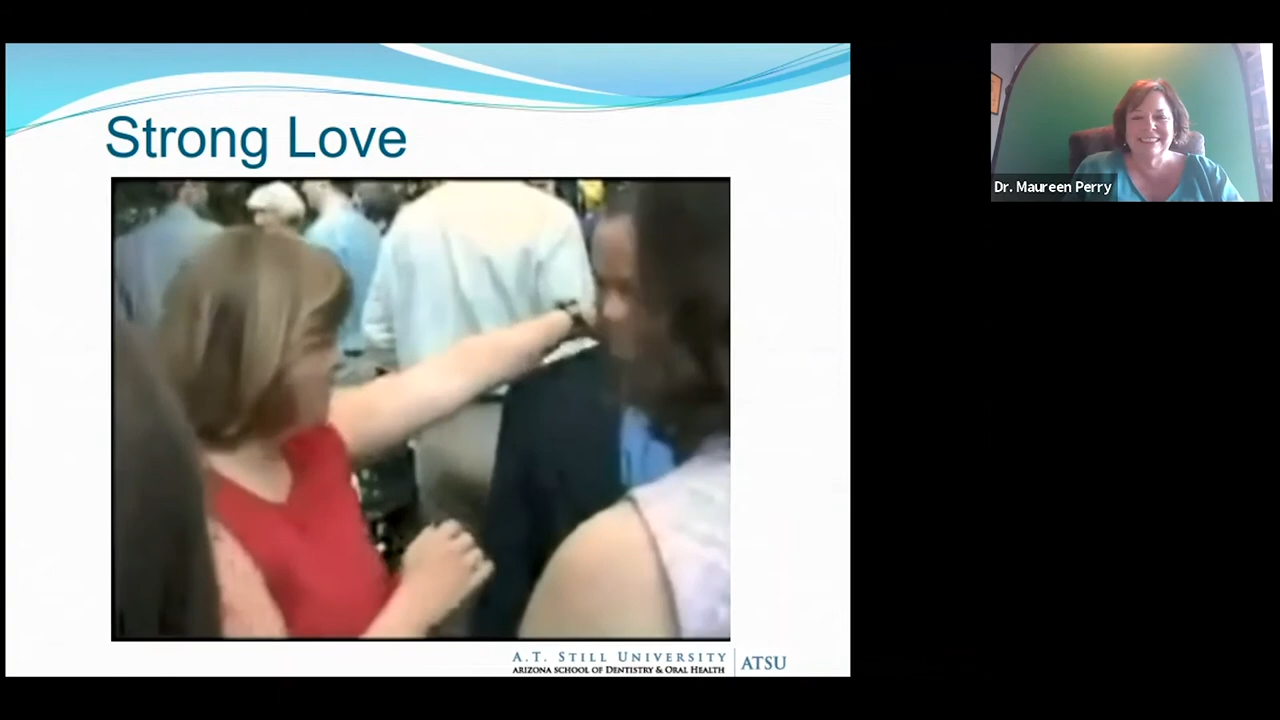 Strong Love
Dr. Maureen Perry
A.T. STILL UNIVERSITY
ARIZONA SCHOOL OF DENTISTRY & ORAL HEALTH
ATSU